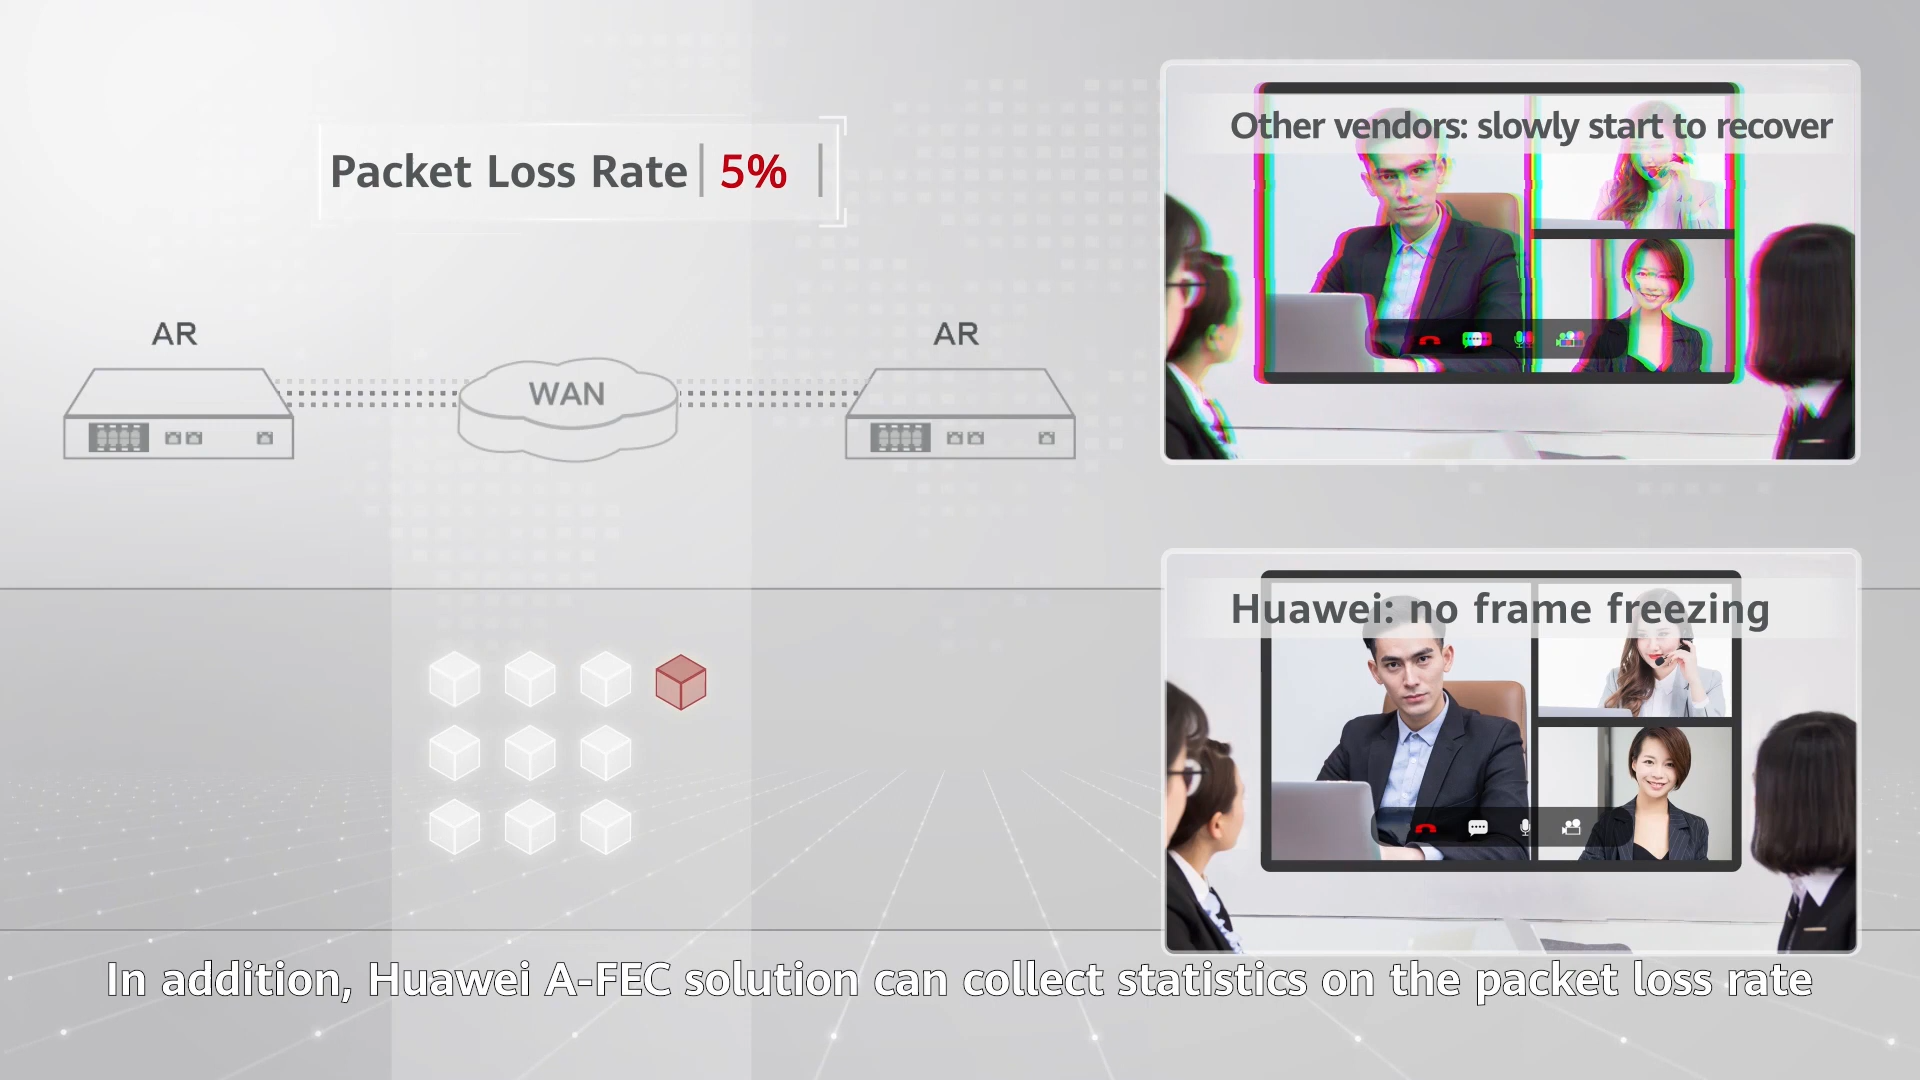 Packet Loss Rate 5%
AR
WAN
AR
Other vendors: slowly start to recover
Huawei: no frame freezing
In addition, Huawei A-FEC solution can collect statistics on the packet loss rate